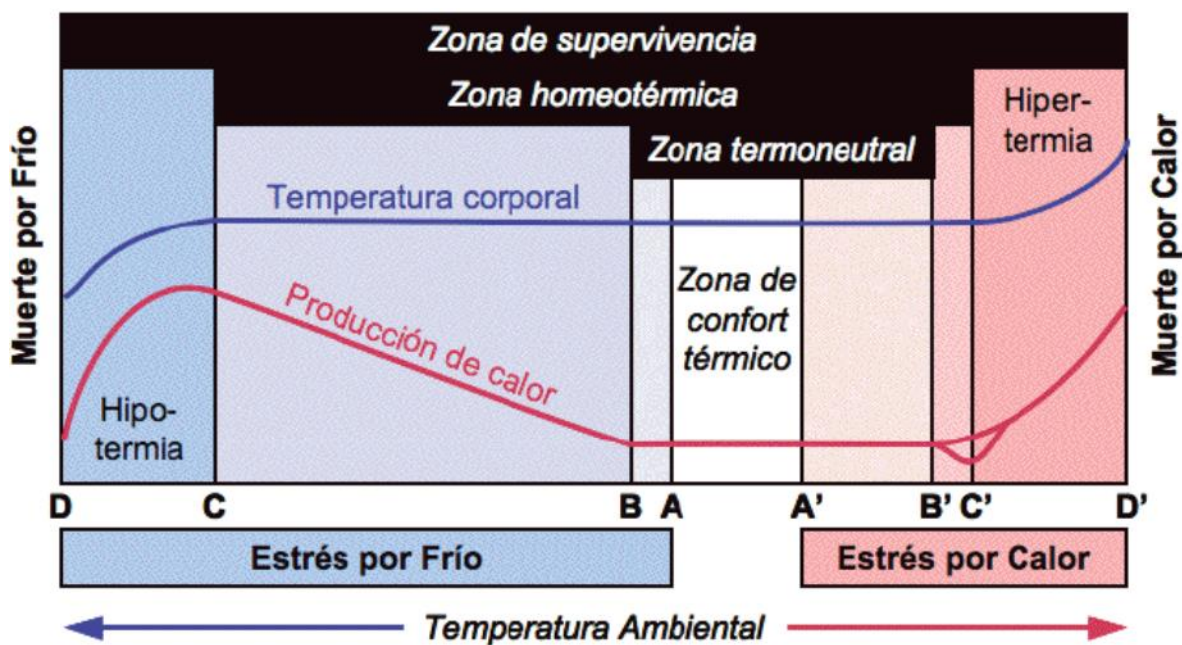 Zona de supervivencia
Zona homeotérmica
Zona termoneutral
Hiper-
termia
Temperatura corporal
Zona de
confort
térmico
Producción de calor
Hipo-
termia
Muerte por Frío
Muerte por Calor
D C B A A' B' C' D'
Estrés por Frío Estrés por Calor
Temperatura Ambiental